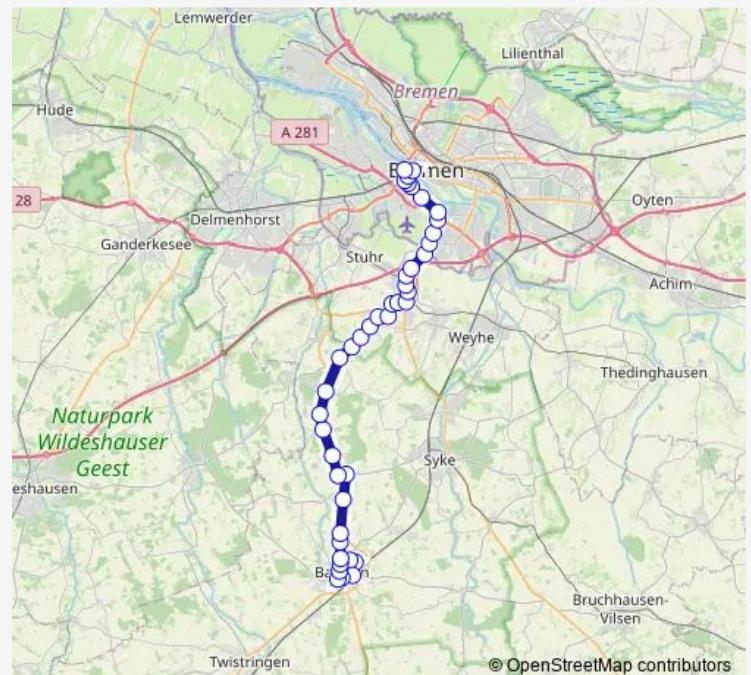 Lemwerder
Lilienthal
Bremen
Hude
A 281
28
Delmenhorst
Oyten
Ganderkesee
Stuhr
Achim
Weyhe
Thedinghausen
Naturpark
Wildeshauser
Geest
Syke
eshausen
Bruchhausen-
Vilsen
Twistringen
© OpenStreetMap contributors